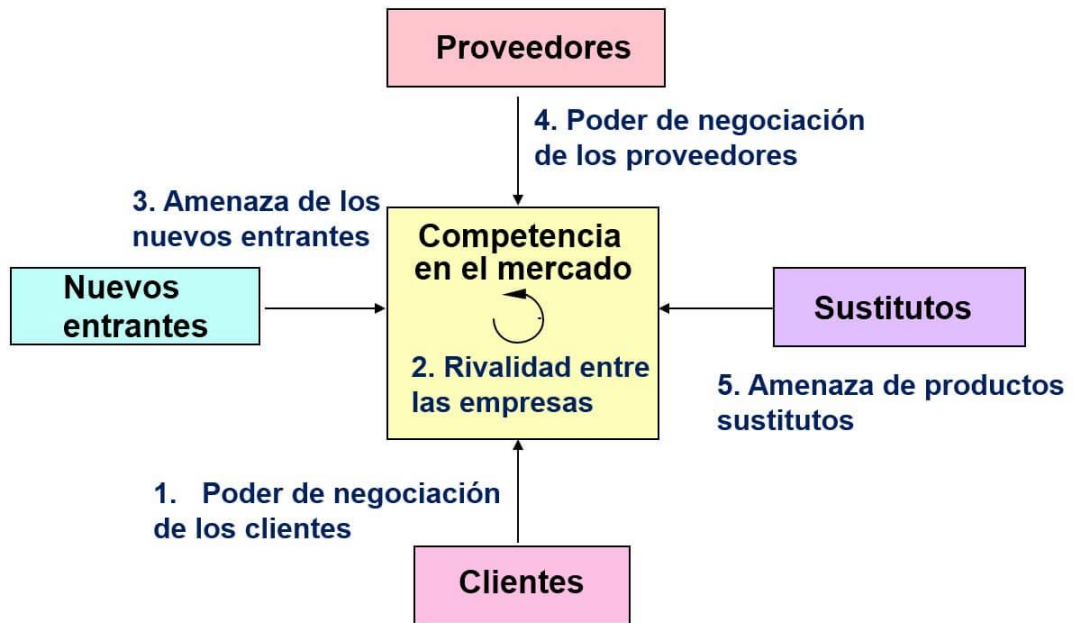 Proveedores
4. Poder de negociación
de los proveedores
3. Amenaza de los
nuevos entrantes
Competencia
en el mercado
Nuevos
entrantes
Sustitutos
2. Rivalidad entre
las empresas
5. Amenaza de productos
sustitutos
1. Poder de negociación
de los clientes
Clientes